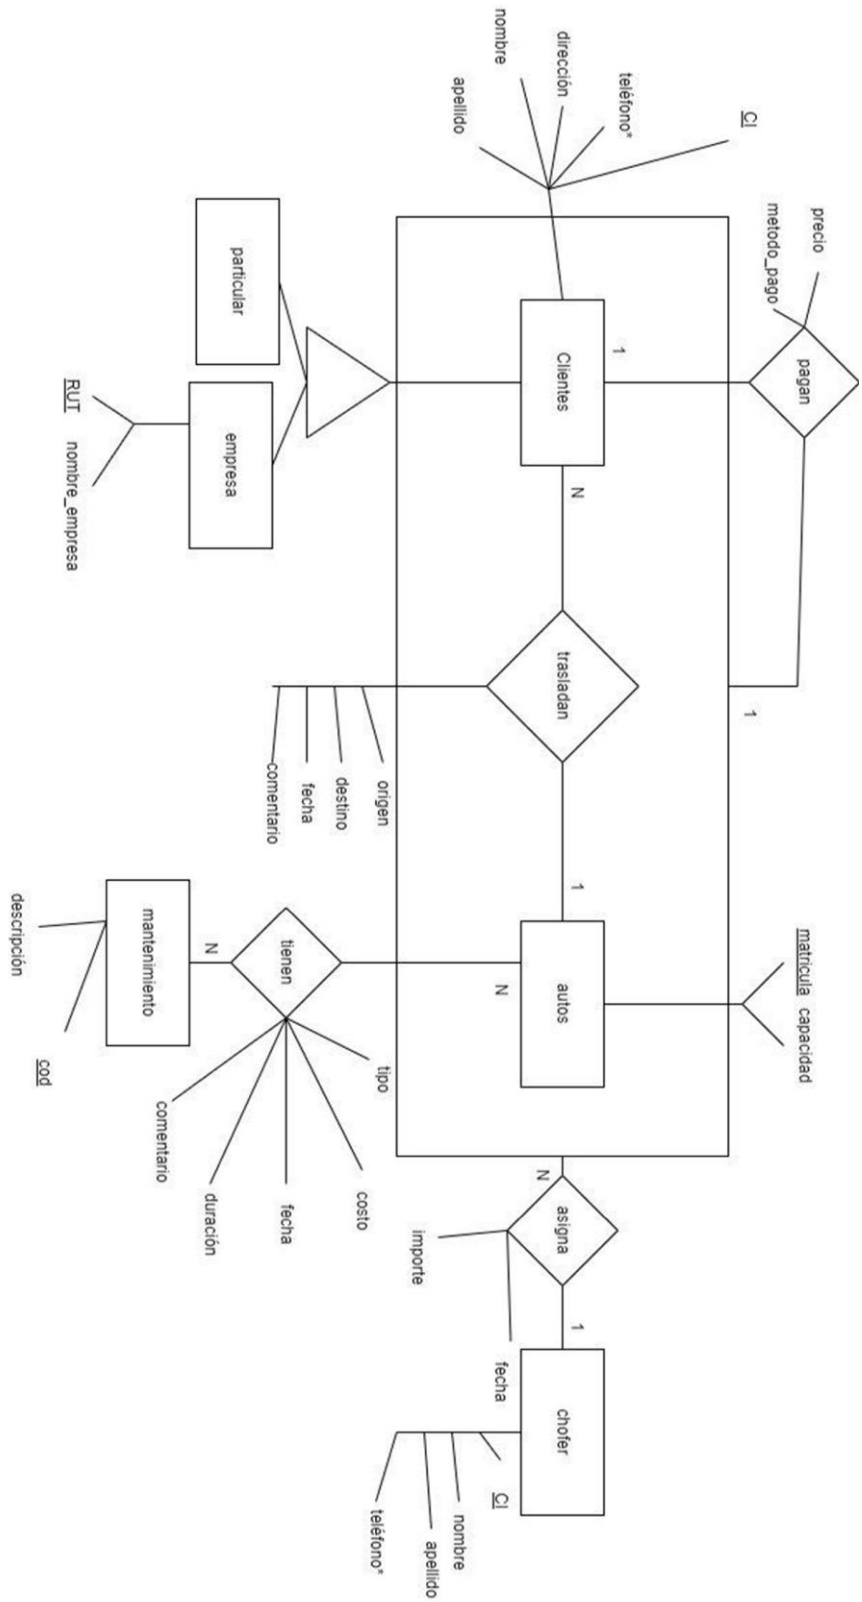 precio
metodo_pago
pagan
CI
teléfono*
dirección
nombre
apellido
1
Clientes
N
particular
empresa
RUT
nombre_empresa
trasladan
1
origen
destino
fecha
comentario
1
autos
N
matricula
capacidad
tienen
N
mantenimiento
descripción
cod
tipo
costo
fecha
duración
comentario
N
asigna
importe
fecha
1
chofer
CI
nombre
apellido
teléfono*